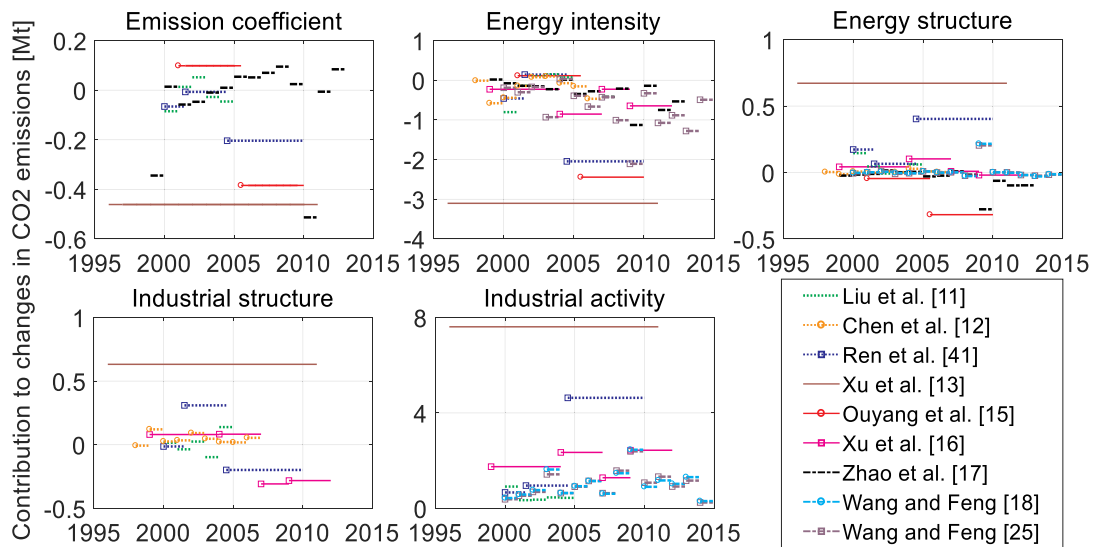 Emission coefficient
Energy intensity
Energy structure
Contribution to changes in CO2 emissions [Mt]
0.2
0
-0.2
-0.4
-0.6
1995 2000 2005 2010 2015
1
0
-1
-2
-3
-4
1995 2000 2005 2010 2015
1
0.5
0
-0.5
1995 2000 2005 2010 2015
Industrial structure
Industrial activity
1
0.5
0
-0.5
1995 2000 2005 2010 2015
8
4
0
1995 2000 2005 2010 2015
Liu et al. [11]
Chen et al. [12]
Ren et al. [41]
Xu et al. [13]
Ouyang et al. [15]
Xu et al. [16]
Zhao et al. [17]
Wang and Feng [18]
Wang and Feng [25]